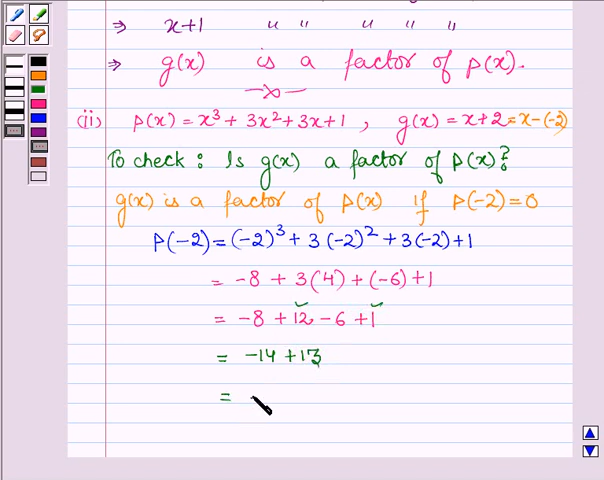 ⇒ x+1 " " " " "
⇒ g(x) is a factor of p(x).
(ii) p(x) = x³ + 3x² + 3x + 1 , g(x) = x+2 = x-(-2)
To check : Is g(x) a factor of p(x)?
g(x) is a factor of p(x) if p(-2) = 0
p(-2) = (-2)³ + 3(-2)² + 3(-2) + 1
= -8 + 3(4) + (-6) + 1
= -8 + 12 - 6 + 1
= -14 + 13
=